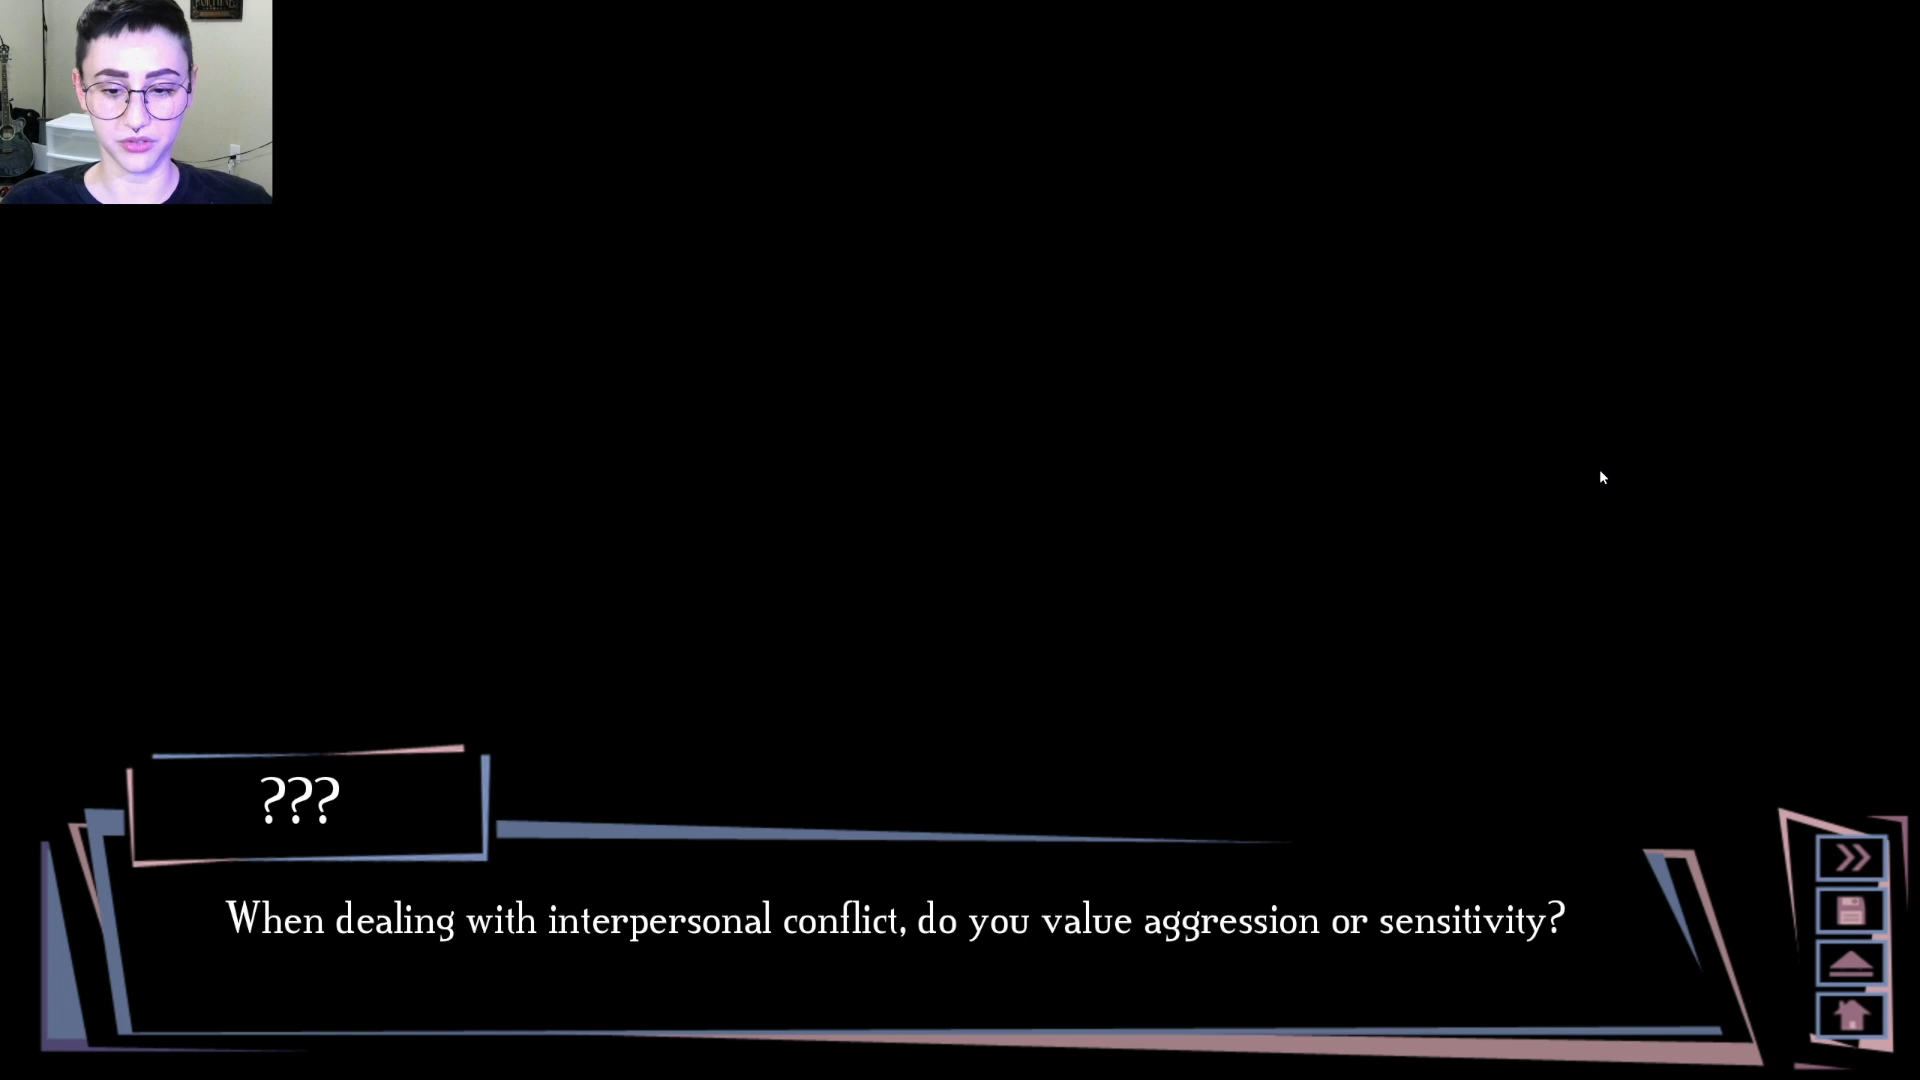 ???
When dealing with interpersonal conflict, do you value aggression or sensitivity?